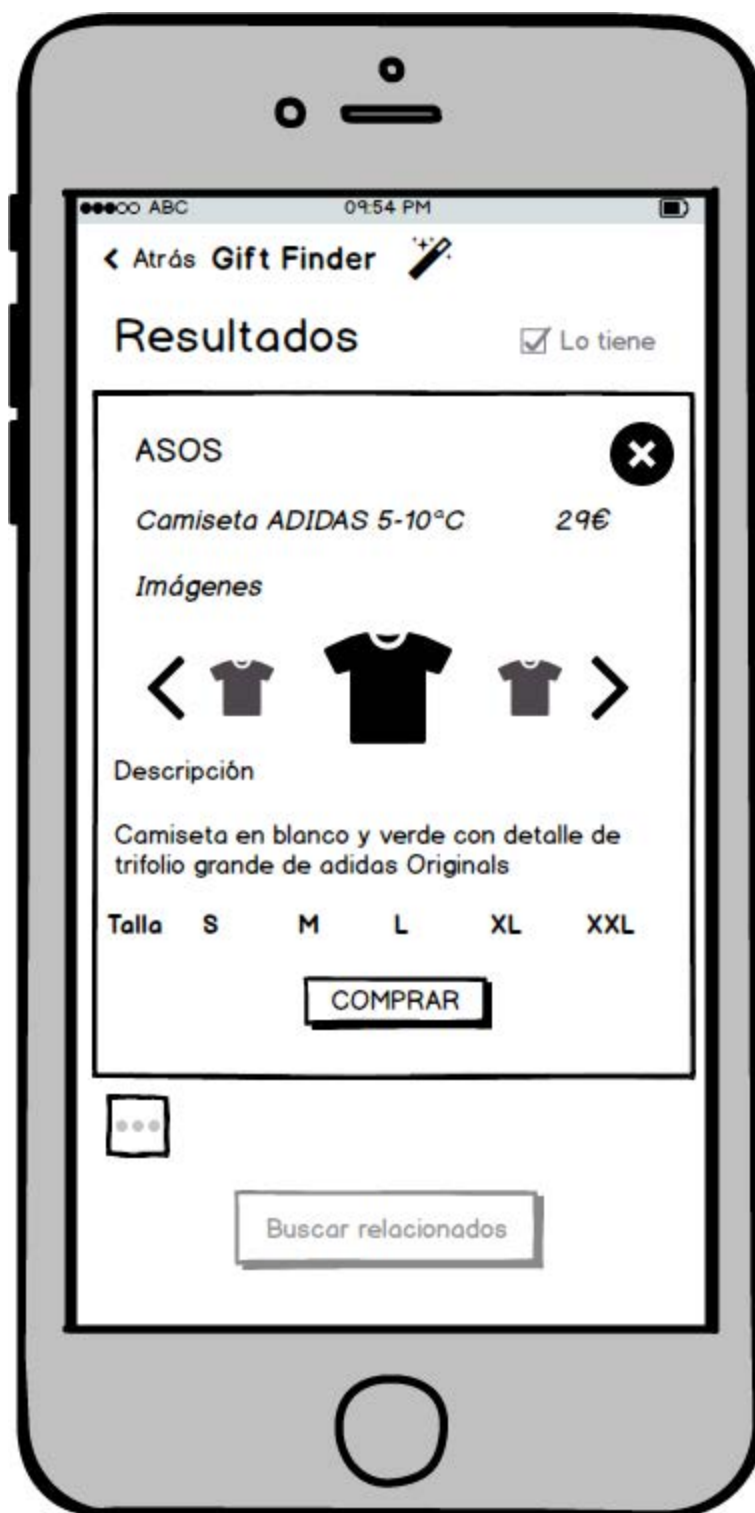 ABC 09:54 PM
Atrás Gift Finder
Resultados Lo tiene
ASOS
Camiseta ADIDAS 5-10ºC 29€
Imágenes
Descripción
Camiseta en blanco y verde con detalle de
trifolio grande de adidas Originals
Talla S M L XL XXL
COMPRAR
Buscar relacionados